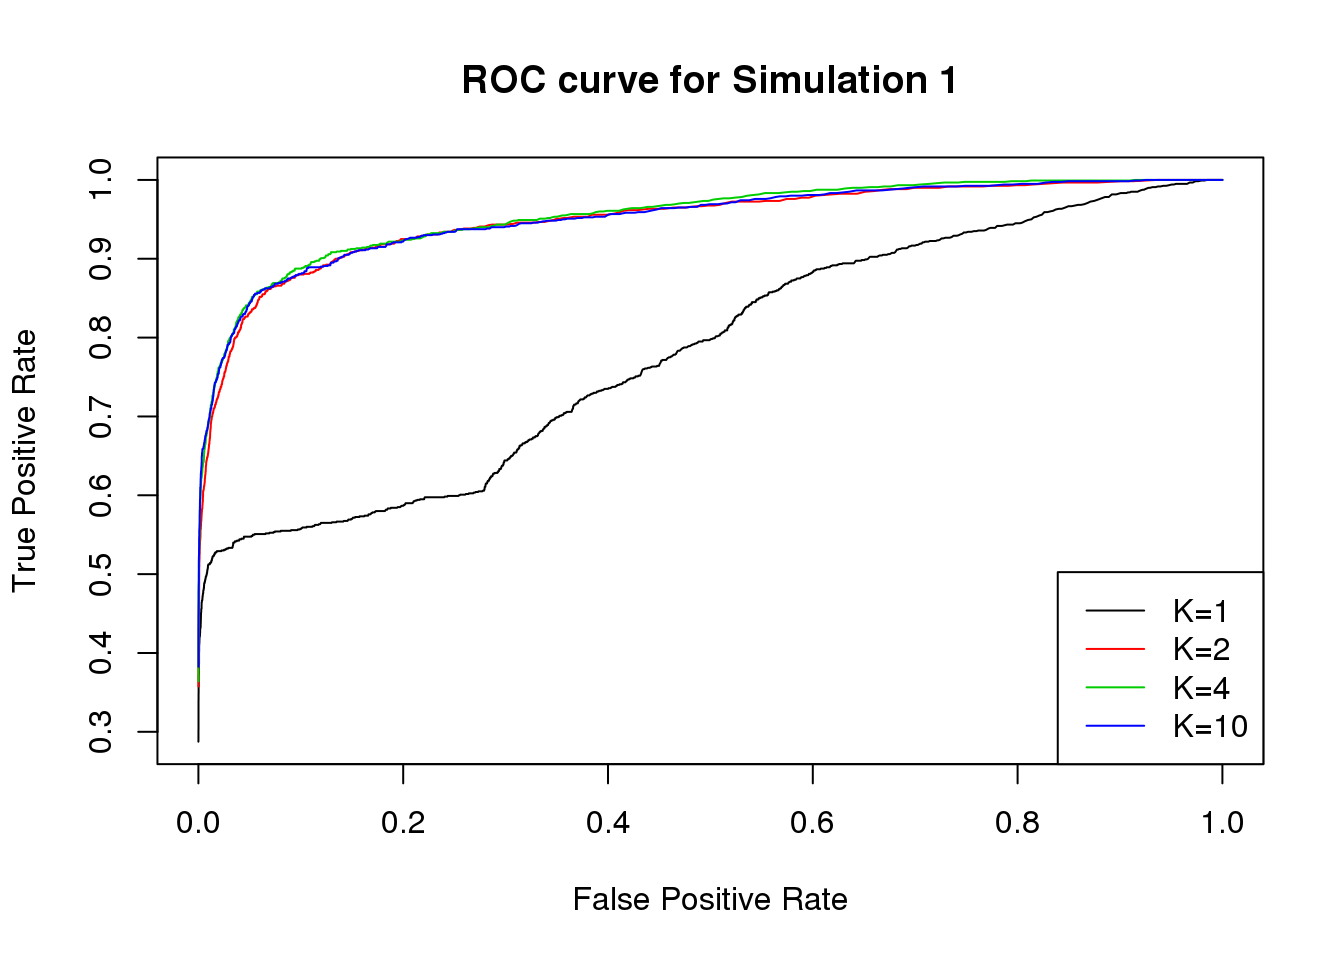 ROC curve for Simulation 1
True Positive Rate
1.0
0.9
0.8
0.7
0.6
0.5
0.4
0.3
K=1
K=2
K=4
K=10
0.0 0.2 0.4 0.6 0.8 1.0
False Positive Rate